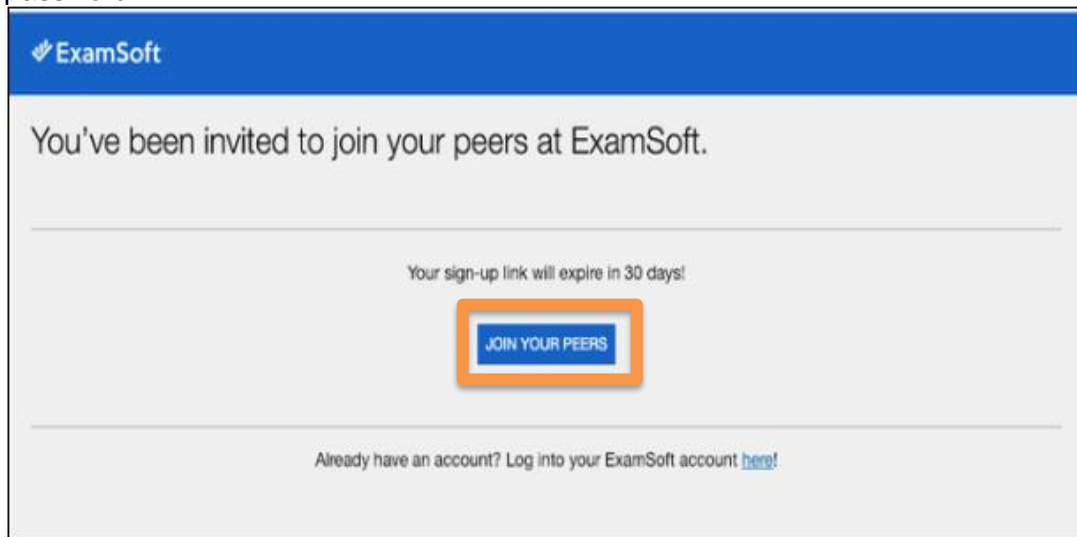 ExamSoft
You've been invited to join your peers at ExamSoft.
Your sign-up link will expire in 30 days!
JOIN YOUR PEERS
Already have an account? Log into your ExamSoft account here!